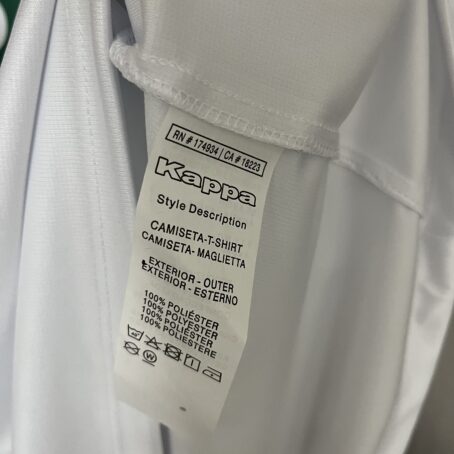 RN # 174934 / CA # 18223
Kappa
Style Description
CAMISETA-T-SHIRT
CAMISETA- MAGLIETTA
EXTERIOR - OUTER
EXTERIOR - ESTERNO
100% POLIÉSTER
100% POLYESTER
100% POLIÉSTER
100% POLIESTERE